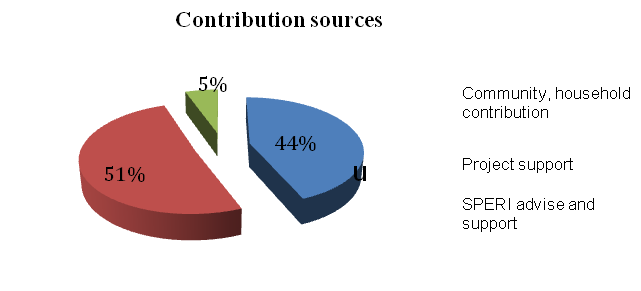 Contribution sources
5%
44%
51%
u
Community, household
contribution
Project support
SPERI advise and
support